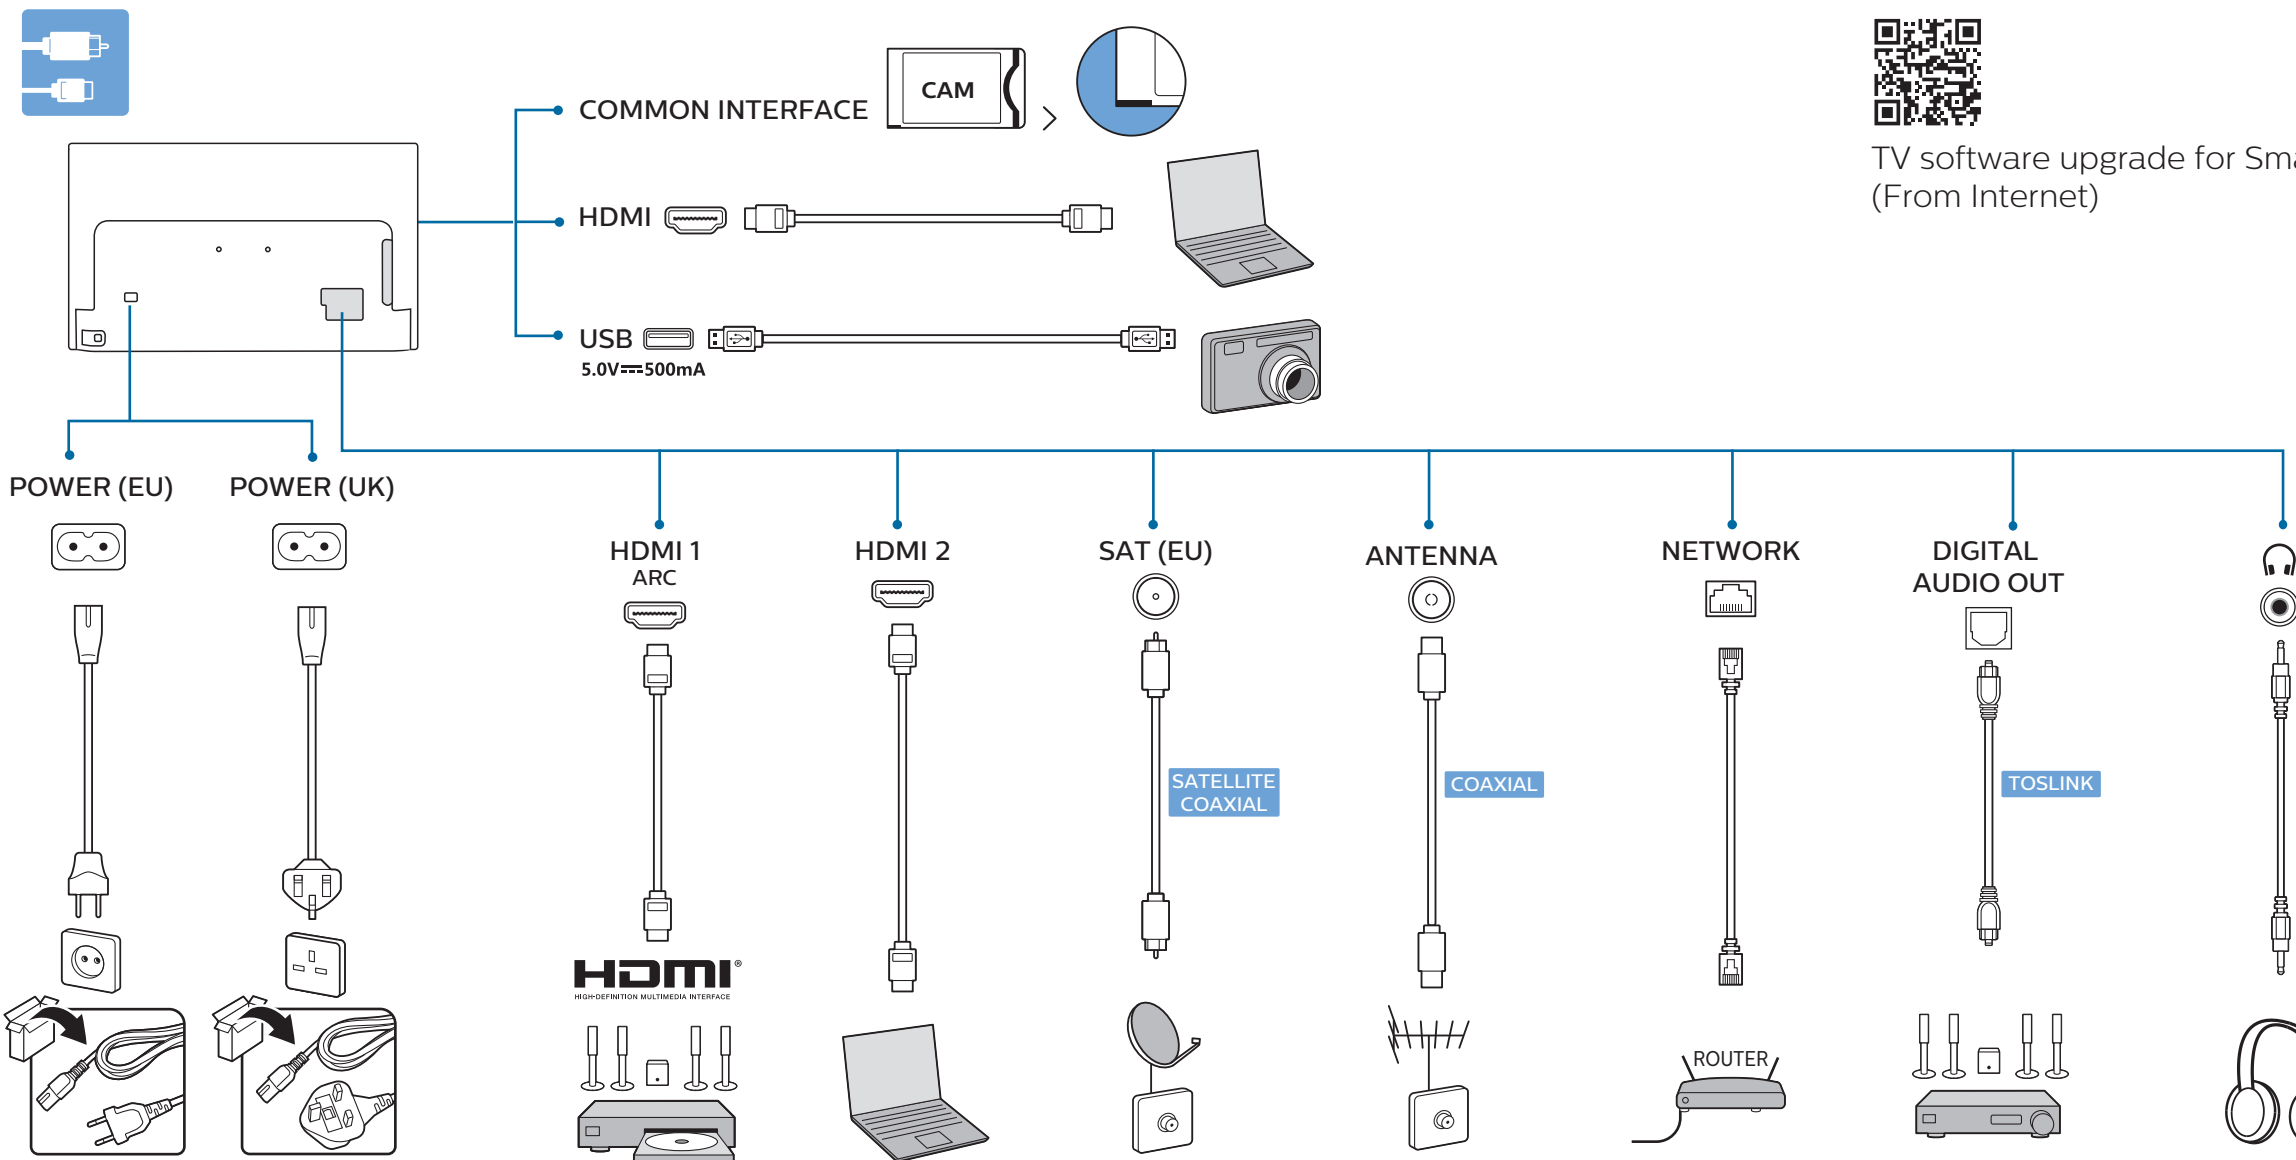 COMMON INTERFACE
CAM
HDMI
USB
5.0V⎓500mA
TV software upgrade for Sma
(From Internet)
POWER (EU)
POWER (UK)
HDMI 1
ARC
HDMI 2
SAT (EU)
ANTENNA
NETWORK
DIGITAL
AUDIO OUT
SATELLITE
COAXIAL
COAXIAL
TOSLINK
HDMI®
HIGH-DEFINITION MULTIMEDIA INTERFACE
ROUTER